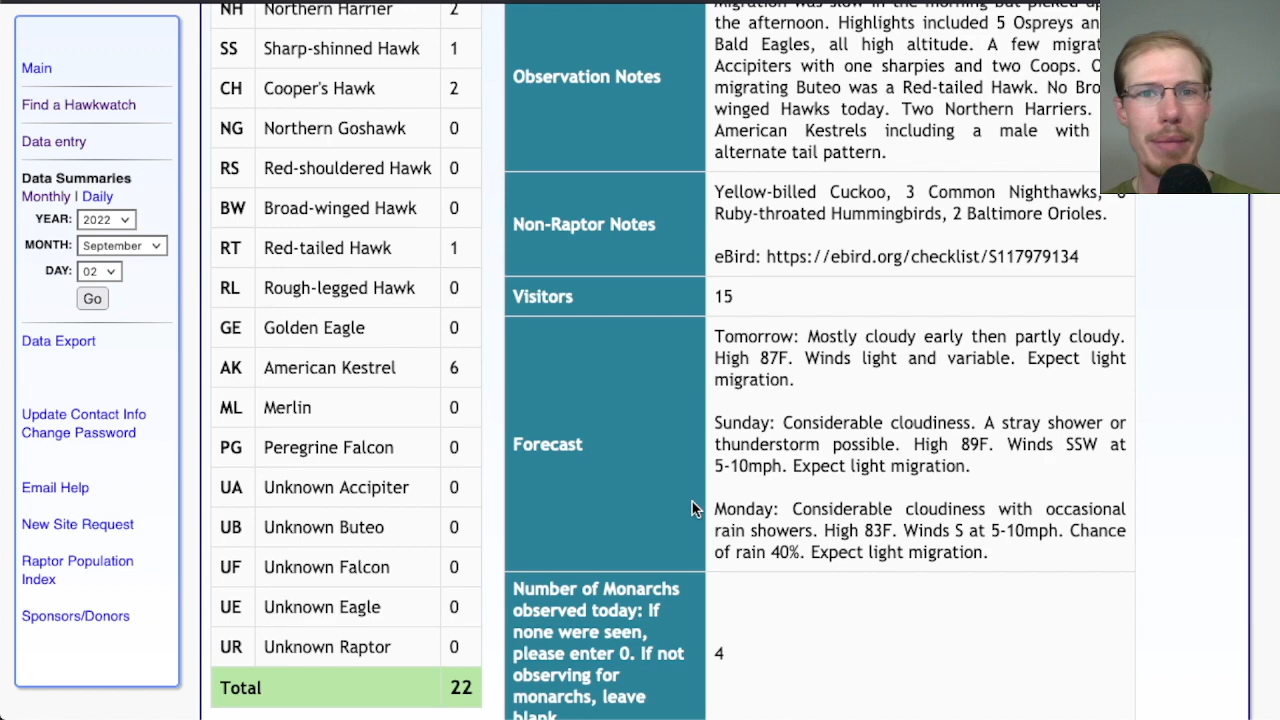 Main
Find a Hawkwatch
Data entry
Data Summaries
Monthly | Daily
YEAR: 2022
MONTH: September
DAY: 02
Go
Data Export
Update Contact Info
Change Password
Email Help
New Site Request
Raptor Population
Index
Sponsors/Donors
NH Northern Harrier 2
SS Sharp-shinned Hawk 1
CH Cooper's Hawk 2
NG Northern Goshawk 0
RS Red-shouldered Hawk 0
BW Broad-winged Hawk 0
RT Red-tailed Hawk 1
RL Rough-legged Hawk 0
GE Golden Eagle 0
AK American Kestrel 6
ML Merlin 0
PG Peregrine Falcon 0
UA Unknown Accipiter 0
UB Unknown Buteo 0
UF Unknown Falcon 0
UE Unknown Eagle 0
UR Unknown Raptor 0
Total 22
Observation Notes
Migration was slow in the morning but picked up
the afternoon. Highlights included 5 Ospreys an
Bald Eagles, all high altitude. A few migrat
Accipiters with one sharpies and two Coops. O
migrating Buteo was a Red-tailed Hawk. No Bro
winged Hawks today. Two Northern Harriers.
American Kestrels including a male with
alternate tail pattern.
Non-Raptor Notes
Yellow-billed Cuckoo, 3 Common Nighthawks,
Ruby-throated Hummingbirds, 2 Baltimore Orioles.
eBird: https://ebird.org/checklist/S117979134
Visitors
15
Forecast
Tomorrow: Mostly cloudy early then partly cloudy.
High 87F. Winds light and variable. Expect light
migration.
Sunday: Considerable cloudiness. A stray shower or
thunderstorm possible. High 89F. Winds SSW at
5-10mph. Expect light migration.
Monday: Considerable cloudiness with occasional
rain showers. High 83F. Winds S at 5-10mph. Chance
of rain 40%. Expect light migration.
Number of Monarchs
observed today: If
none were seen,
please enter 0. If not
observing for
monarchs, leave
blank
4